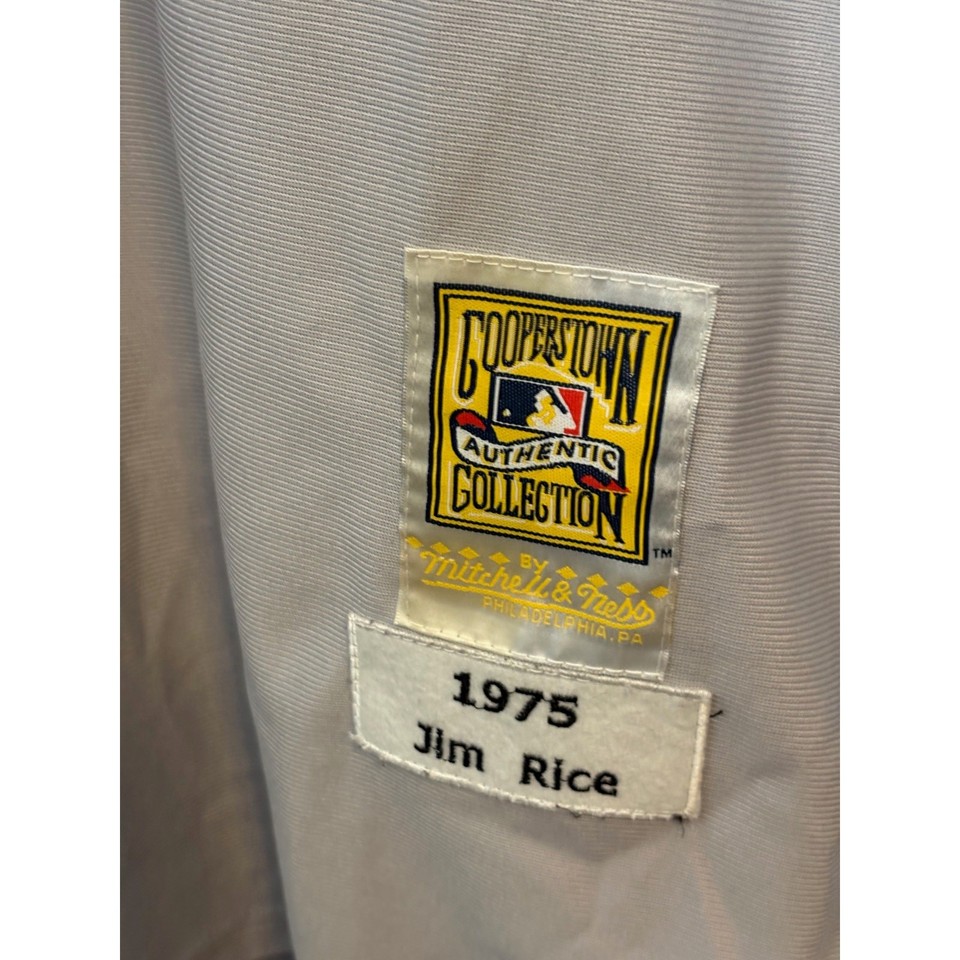 COOPERSTOWN
AUTHENTIC
COLLECTION
TM
BY
Mitchell & Ness
PHILADELPHIA, PA
1975
Jim Rice